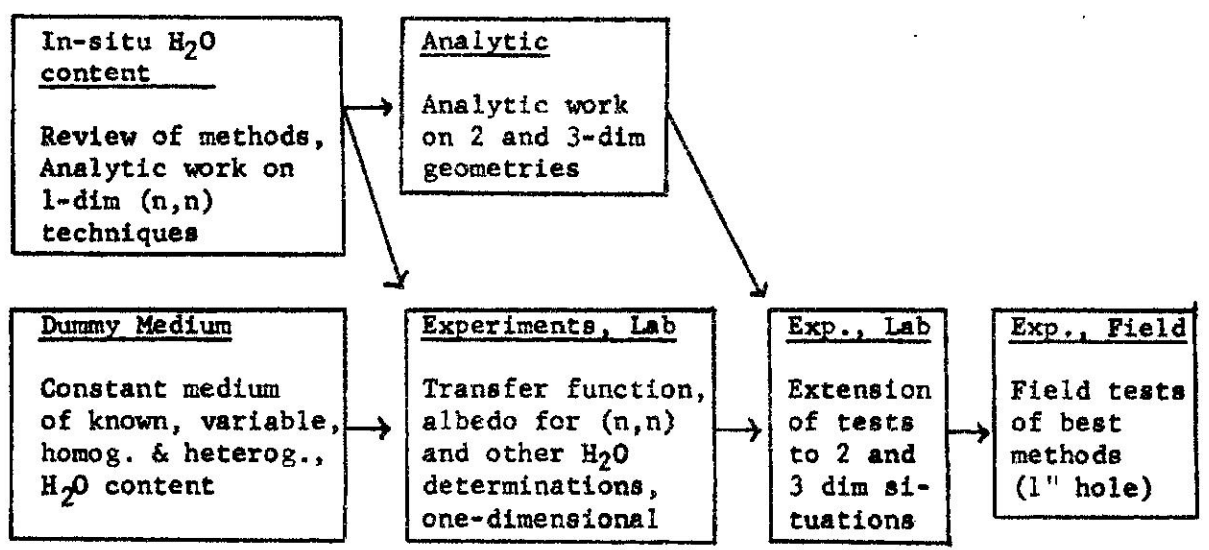 In-situ H2O
content
Review of methods,
Analytic work on
1-dim (n,n)
techniques
Analytic
Analytic work
on 2 and 3-dim
geometries
Dummy Medium
Constant medium
of known, variable,
homog. & heterog.,
H2O content
Experiments, Lab
Transfer function,
albedo for (n,n)
and other H2O
determinations,
one-dimensional
Exp., Lab
Extension
of tests
to 2 and
3 dim si-
tuations
Exp., Field
Field tests
of best
methods
(1" hole)